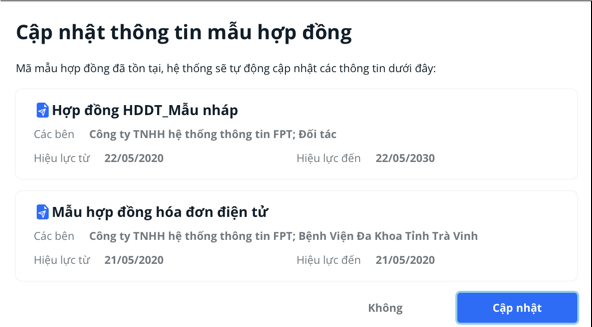 Cập nhật thông tin mẫu hợp đồng
Mã mẫu hợp đồng đã tồn tại, hệ thống sẽ tự động cập nhật các thông tin dưới đây:
Hợp đồng HDDT_Mẫu nháp
Các bên Công ty TNHH hệ thống thông tin FPT; Đối tác
Hiệu lực từ 22/05/2020 Hiệu lực đến 22/05/2030
Mẫu hợp đồng hóa đơn điện tử
Các bên Công ty TNHH hệ thống thông tin FPT; Bệnh Viện Đa Khoa Tỉnh Trà Vinh
Hiệu lực từ 21/05/2020 Hiệu lực đến 21/05/2020
Không Cập nhật